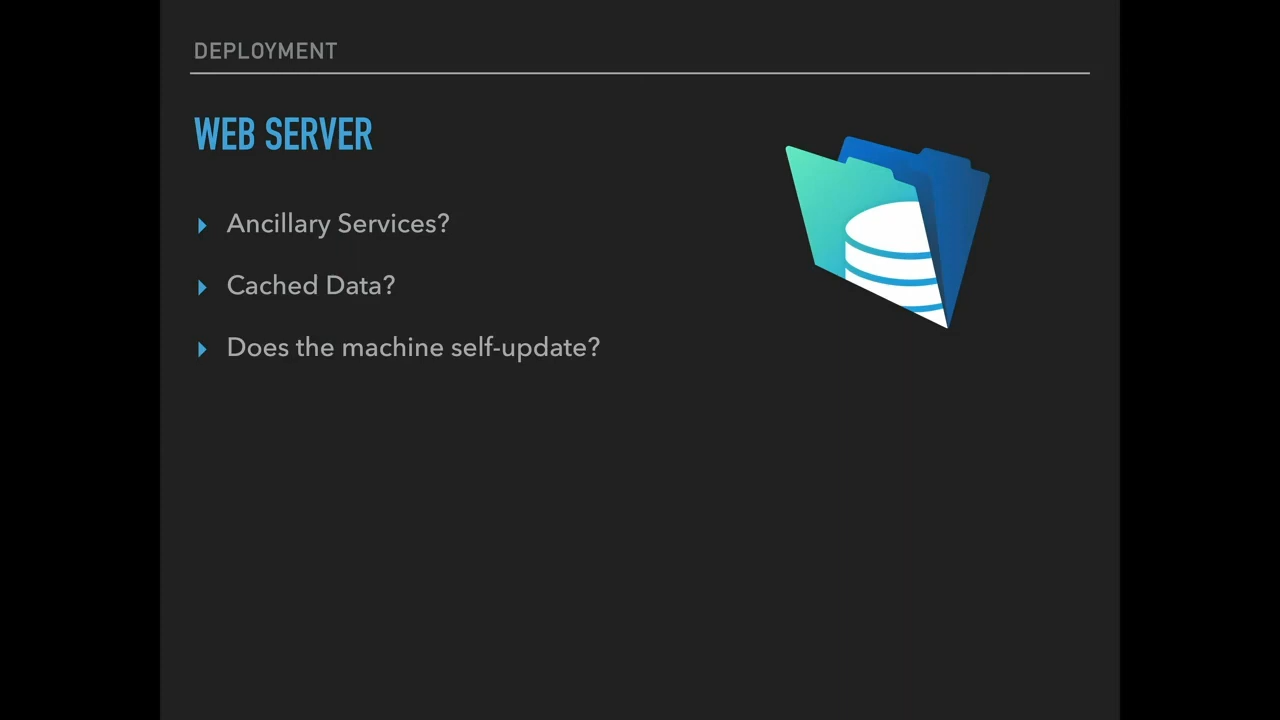 DEPLOYMENT
WEB SERVER
Ancillary Services?
Cached Data?
Does the machine self-update?